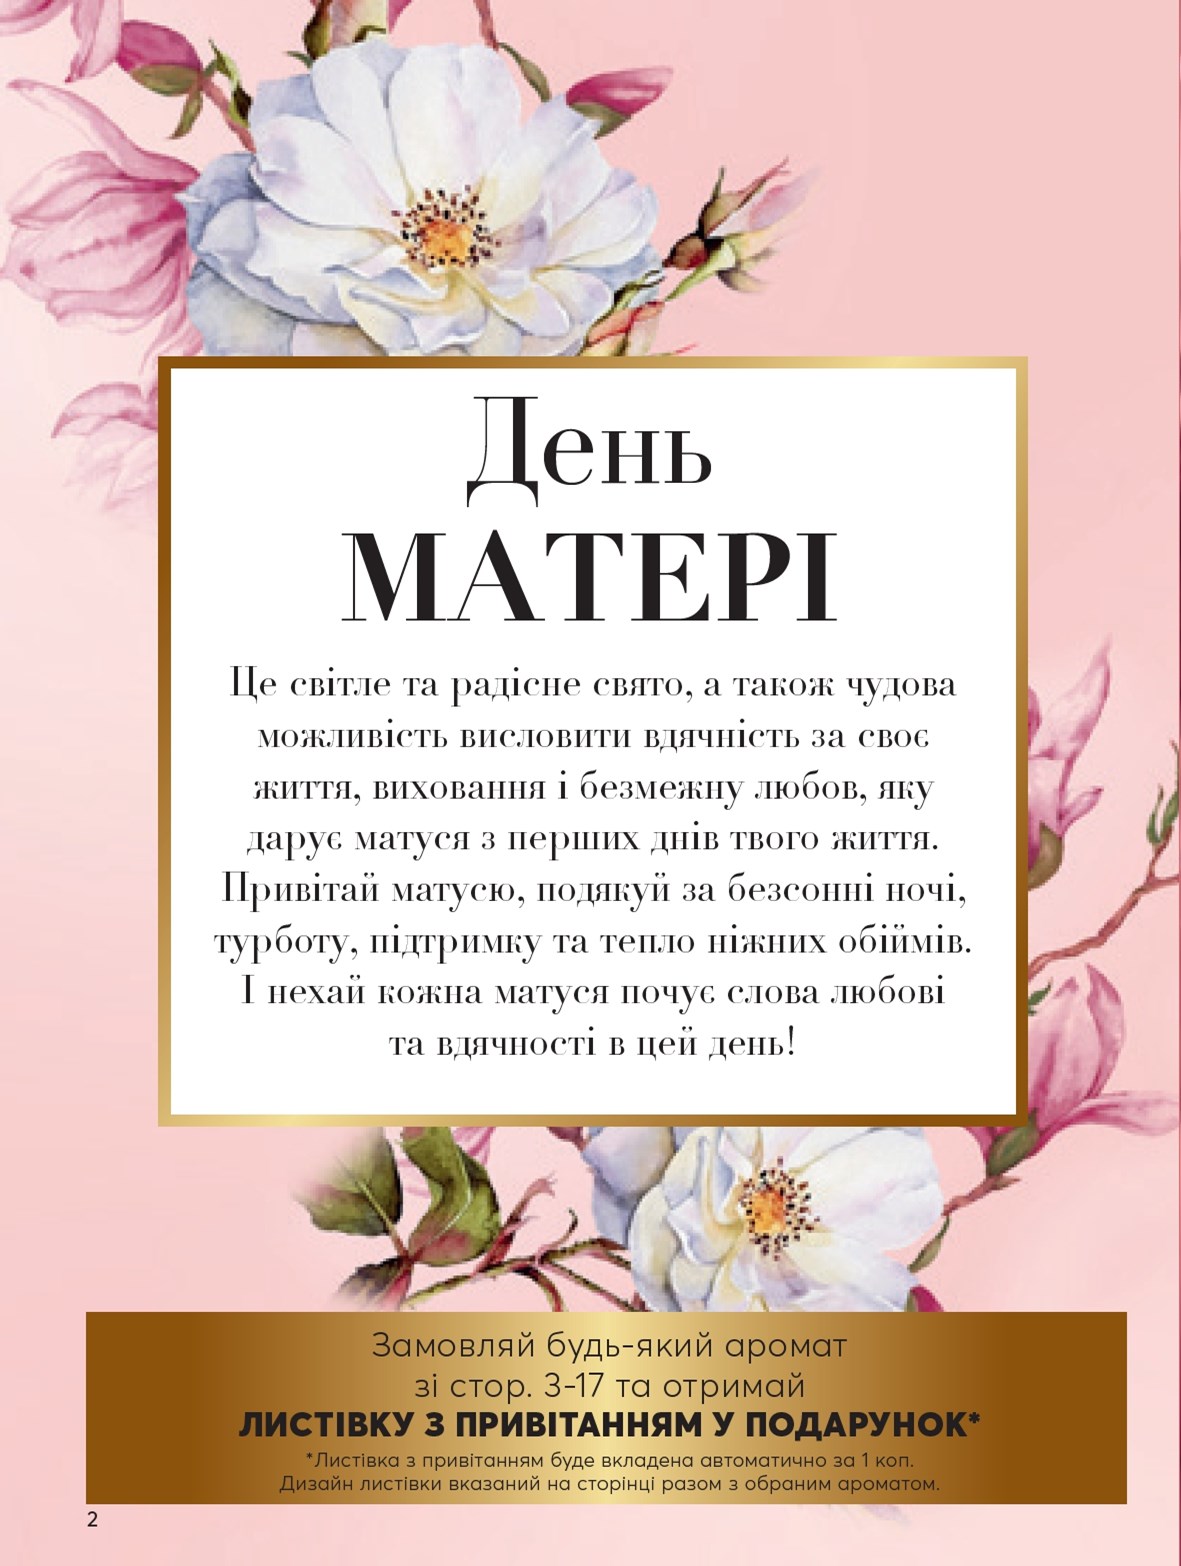 День
МАТЕРІ
Це світле та радісне свято, а також чудова
можливість висловити вдячність за своє
життя, виховання і безмежну любов, яку
дарує матуся з перших днів твого життя.
Привітай матусю, подякуй за безсонні ночі,
турботу, підтримку та тепло ніжних обіймів.
І нехай кожна матуся почує слова любові
та вдячності в цей день!
Замовляй будь-який аромат
зі стор. 3-17 та отримай
ЛИСТІВКУ З ПРИВІТАННЯМ У ПОДАРУНОК*
*Листівка з привітанням буде вкладена автоматично за 1 коп.
Дизайн листівки вказаний на сторінці разом з обраним ароматом.
2